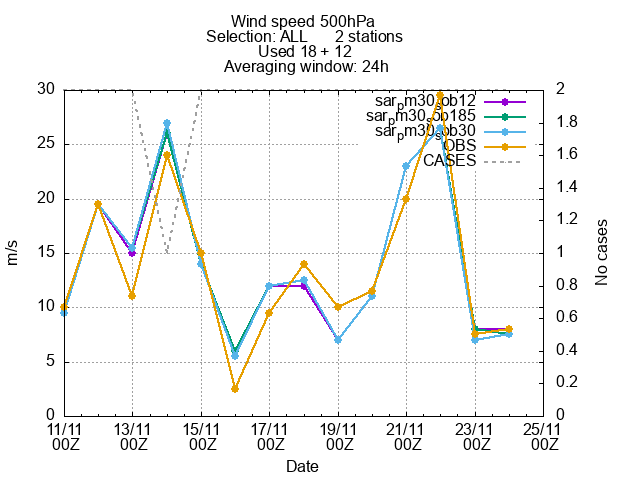 Wind speed 500hPa
Selection: ALL 2 stations
Used 18 + 12
Averaging window: 24h
30
25
20
15
10
5
0
m/s
2
1.8
1.6
1.4
1.2
1
0.8
0.6
0.4
0.2
0
No cases
sarpm30sob12
sarpm30sob185
sarpm30sbb30
OBS
CASES
11/11 13/11 15/11 17/11 19/11 21/11 23/11 25/11
00Z 00Z 00Z 00Z 00Z 00Z 00Z 00Z
Date